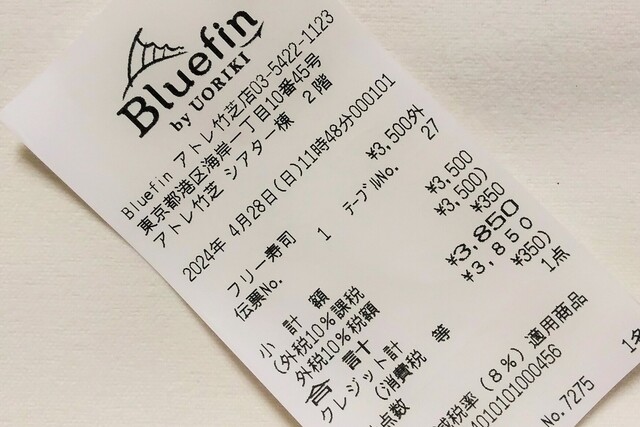 Bluefin
by UORIKI
Bluefin アトレ竹芝店03-5422-1123
東京都港区海岸一丁目10番45号
アトレ竹芝 シアター棟 2階
2024年 4月28日(日)11時48分000101
フリー寿司 1 ¥3,500外
伝票No. テーブルNo. 27
小計額 ¥3,500
(外税10%課税 ¥3,500)
外税10%税額 ¥350
合計 ¥3,850
クレジット計 ¥3,850
(消費税等 ¥350)
点数 1点
税率(8%)適用商品
4010101000456
No.7275 1名